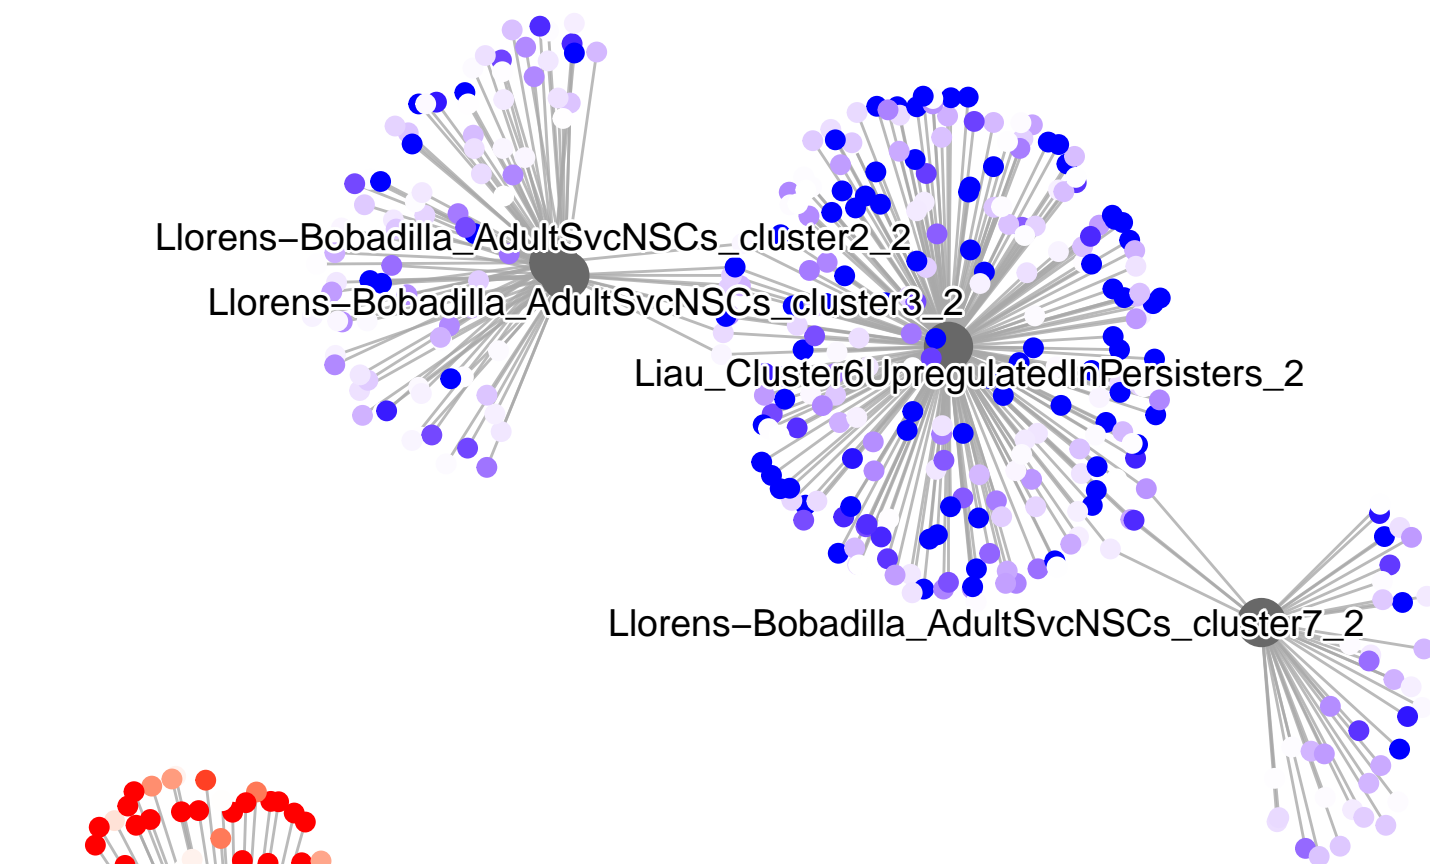 Llorens–Bobadilla_AdultSvcNSCs_cluster2_2
Llorens–Bobadilla_AdultSvcNSCs_cluster3_2
Liau_Cluster6UpregulatedInPersisters_2
Llorens–Bobadilla_AdultSvcNSCs_cluster7_2